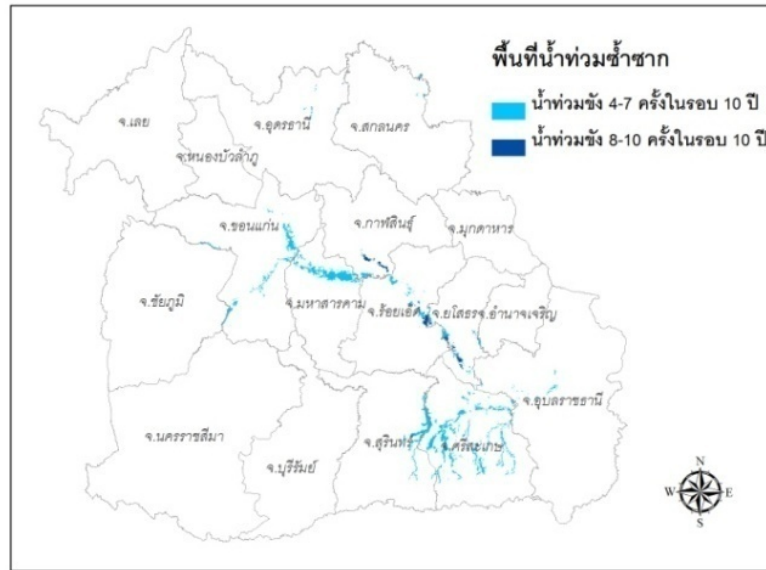 พื้นที่น้ำท่วมซ้ำซาก
น้ำท่วมขัง 4-7 ครั้งในรอบ 10 ปี
น้ำท่วมขัง 8-10 ครั้งในรอบ 10 ปี
จ.เลย
จ.อุดรธานี
จ.สกลนคร
จ.หนองบัวลำภู
จ.ขอนแก่น
จ.กาฬสินธุ์
จ.มุกดาหาร
จ.ชัยภูมิ
จ.มหาสารคาม
จ.ร้อยเอ็ด
จ.ยโสธร
จ.อำนาจเจริญ
จ.อุบลราชธานี
จ.นครราชสีมา
จ.บุรีรัมย์
จ.สุรินทร์
จ.ศรีสะเกษ
N
W
E
S